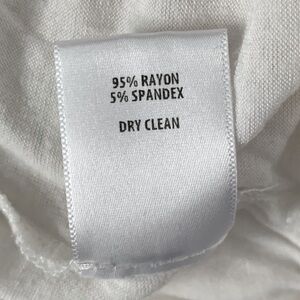 95% RAYON
5% SPANDEX
DRY CLEAN